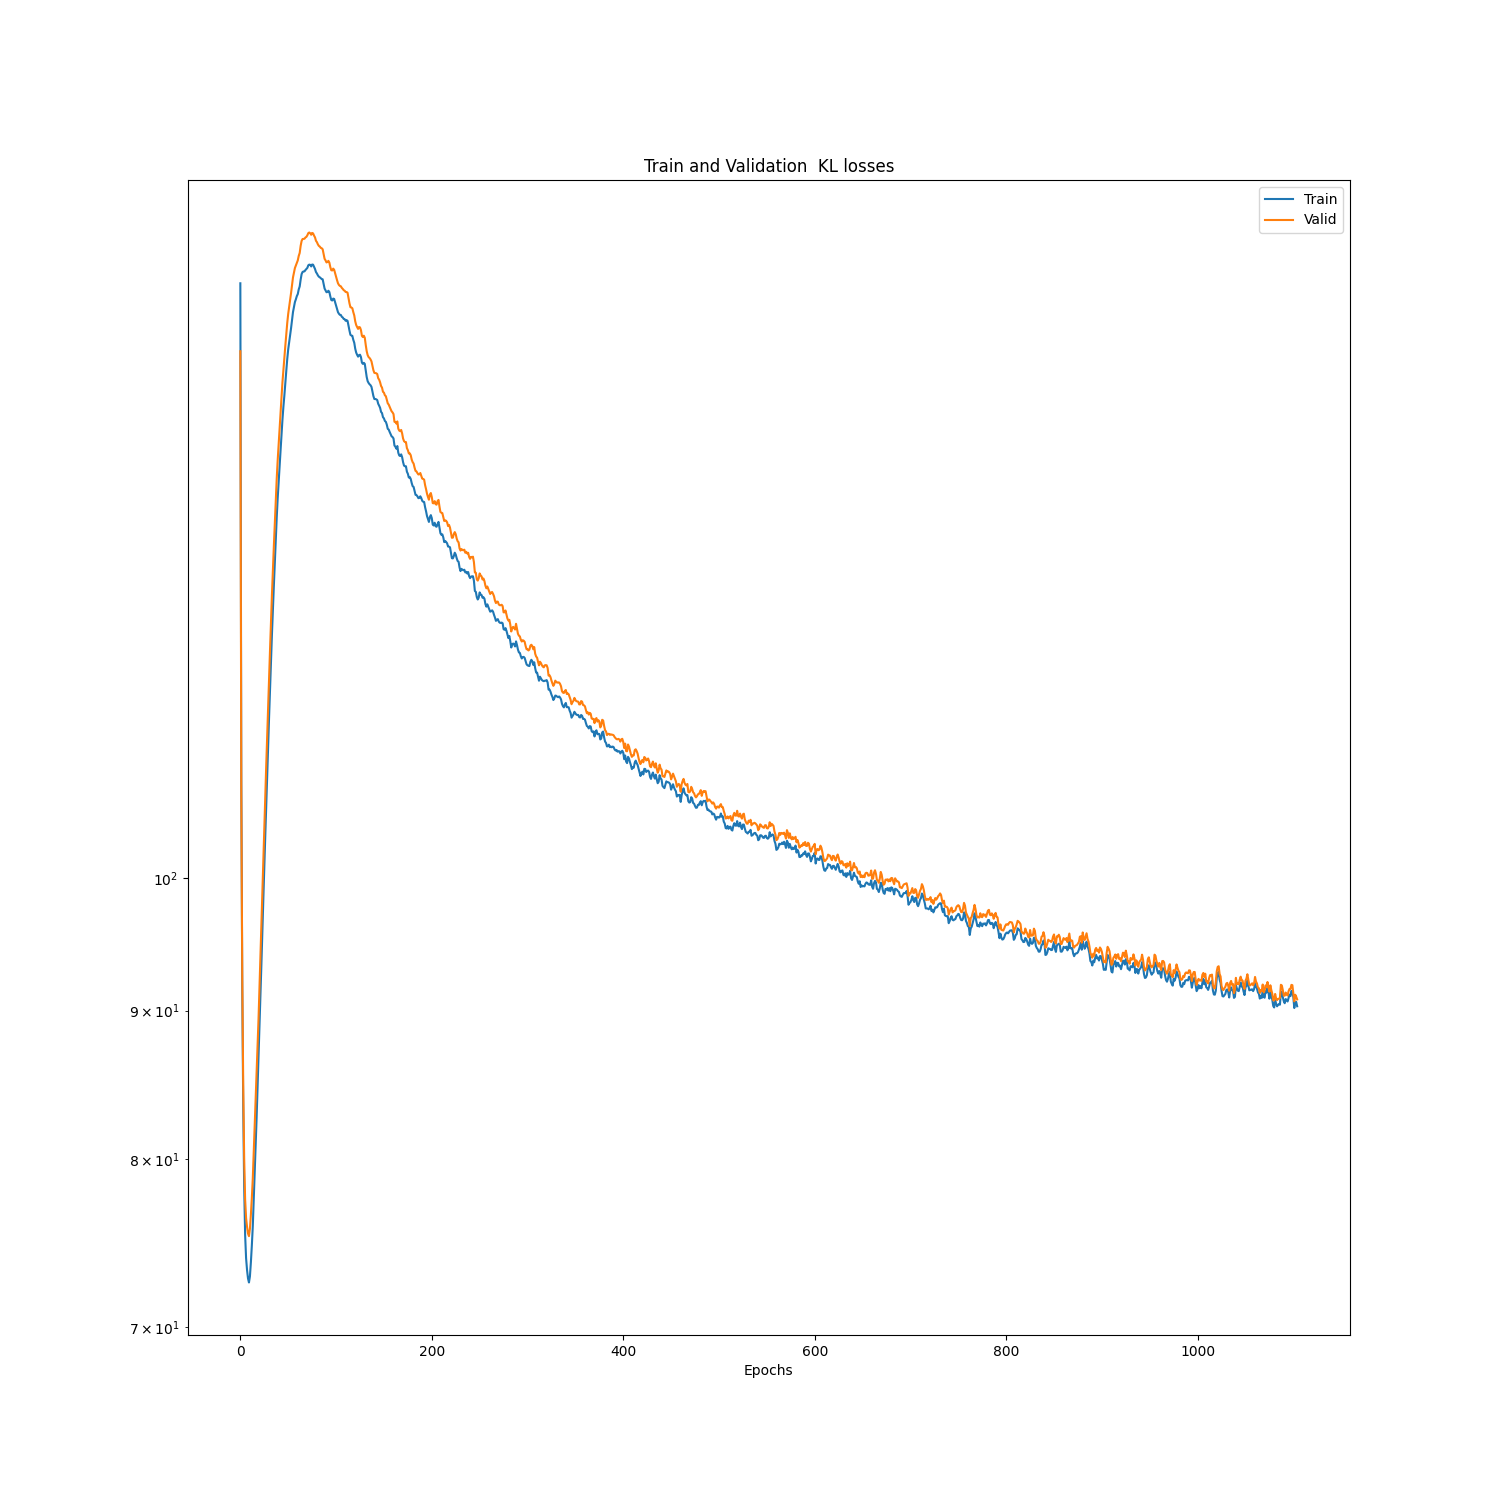 Train and Validation  KL losses
Train
Valid
10²
9 × 10¹
8 × 10¹
7 × 10¹
0 200 400 600 800 1000
Epochs